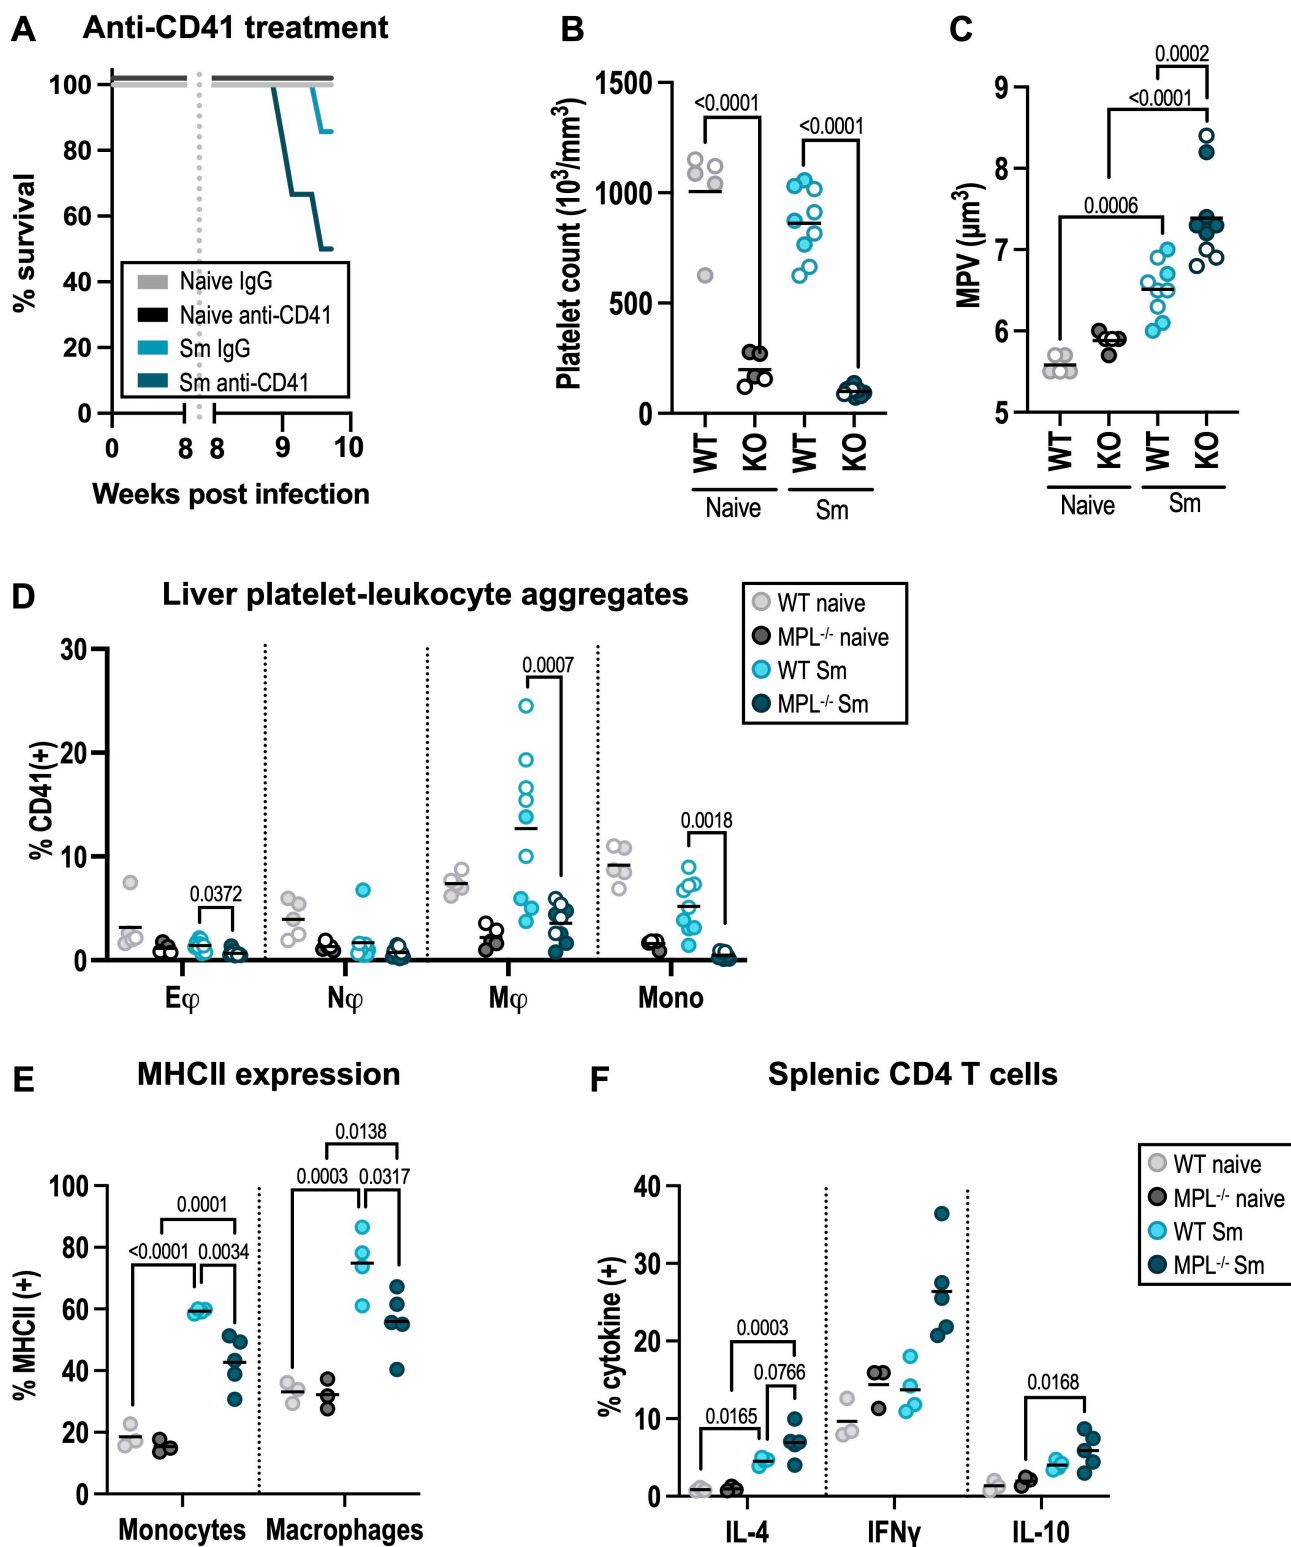 A Anti-CD41 treatment
% survival
100
80
60
40
20
0
Naive IgG
Naive anti-CD41
Sm IgG
Sm anti-CD41
0 8 8 9 10
Weeks post infection
B
Platelet count (10³/mm³)
1500
1000
500
0
<0.0001
<0.0001
WT KO WT KO
Naive Sm
C
MPV (µm³)
9
8
7
6
5
0.0002
<0.0001
0.0006
WT KO WT KO
Naive Sm
D Liver platelet-leukocyte aggregates
WT naive
MPL-/- naive
WT Sm
MPL-/- Sm
% CD41(+)
30
20
10
0
0.0372
0.0007
0.0018
Eφ Nφ Mφ Mono
E MHCII expression
% MHCII (+)
100
80
60
40
20
0
0.0138
0.0003 0.0317
0.0001
<0.0001 0.0034
Monocytes Macrophages
F Splenic CD4 T cells
WT naive
MPL-/- naive
WT Sm
MPL-/- Sm
% cytokine (+)
40
30
20
10
0
0.0003
0.0766
0.0165
0.0168
IL-4 IFNγ IL-10